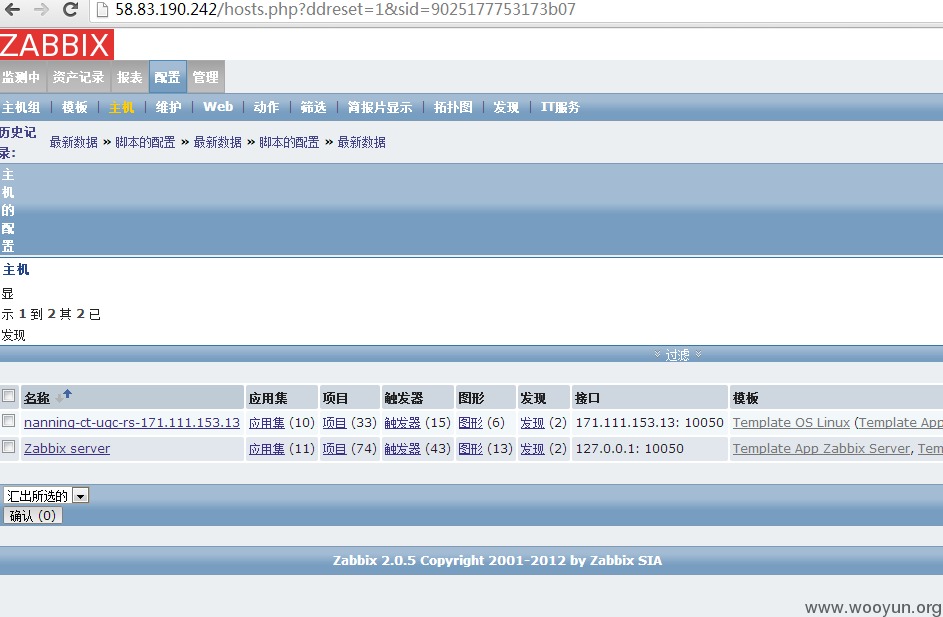 58.83.190.242/hosts.php?ddreset=1&sid=9025177753173b07
ZABBIX
监测中 资产记录 报表 配置 管理
主机组 | 模板 | 主机 | 维护 | Web | 动作 | 筛选 | 简报片显示 | 拓扑图 | 发现 | IT服务
历史记录: 最新数据 » 脚本的配置 » 最新数据 » 脚本的配置 » 最新数据
主
机
的
配
置
主机
显
示 1 到 2 其 2 已
发现
过滤
名称 应用集 项目 触发器 图形 发现 接口 模板
nanning-ct-ugc-rs-171.111.153.13 应用集 (10) 项目 (33) 触发器 (15) 图形 (6) 发现 (2) 171.111.153.13: 10050 Template OS Linux (Template App
Zabbix server 应用集 (11) 项目 (74) 触发器 (43) 图形 (13) 发现 (2) 127.0.0.1: 10050 Template App Zabbix Server, Tem
汇出所选的
确认 (0)
Zabbix 2.0.5 Copyright 2001-2012 by Zabbix SIA
www.wooyun.org